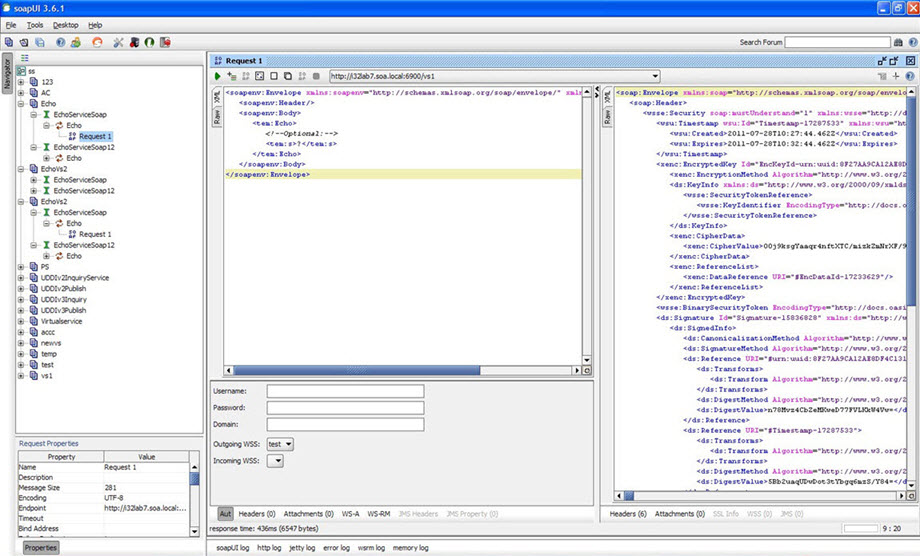 soapUI 3.6.1
File Tools Desktop Help
Search Forum
Navigator
ss
123
AC
Echo
EchoServiceSoap
Echo
Request 1
EchoServiceSoap12
Echo
EchoVs2
EchoServiceSoap
EchoServiceSoap12
EchoWs2
EchoServiceSoap
Echo
Request 1
EchoServiceSoap12
Echo
PS
UDDIv2InquiryService
UDDIv2Publish
UDDIv3Inquiry
UDDIv3Publish
Virtualservice
accc
newvs
temp
test
vs1
Request Properties
Property Value
Name Request 1
Description
Message Size 281
Encoding UTF-8
Endpoint http://i32lab7.soa.local:...
Timeout
Bind Address
Properties
Request 1
http://i32lab7.soa.local:6900/vs1
XML
Raw
<soapenv:Envelope xmlns:soapenv="http://schemas.xmlsoap.org/soap/envelope/" xmlns
<soapenv:Header/>
<soapenv:Body>
<tem:Echo>
<!--Optional:-->
<tem:s>?</tem:s>
</tem:Echo>
</soapenv:Body>
</soapenv:Envelope>
Username:
Password:
Domain:
Outgoing WSS: test
Incoming WSS:
Aut Headers (0) Attachments (0) WS-A WS-RM JMS Headers JMS Property (0)
response time: 436ms (6547 bytes)
XML
Raw
<soap:Envelope xmlns:soap="http://schemas.xmlsoap.org/soap/envelo
<soap:Header>
<wsse:Security soap:mustUnderstand="1" xmlns:wsse="http://do
<wsu:Timestamp wsu:Id="Timestamp-17287533" xmlns:wsu="ht
<wsu:Created>2011-07-28T10:27:44.462Z</wsu:Created>
<wsu:Expires>2011-07-28T10:32:44.462Z</wsu:Expires>
</wsu:Timestamp>
<xenc:EncryptedKey Id="EncKeyId-urn:uuid:8F27AA9CA12AE8D
<xenc:EncryptionMethod Algorithm="http://www.w3.org/2
<ds:KeyInfo xmlns:ds="http://www.w3.org/2000/09/xmlds
<wsse:SecurityTokenReference>
<wsse:KeyIdentifier EncodingType="http://docs.o
</wsse:SecurityTokenReference>
</ds:KeyInfo>
<xenc:CipherData>
</xenc:CipherData>
<xenc:ReferenceList>
<xenc:DataReference URI="#EncDataId-17233629"/>
</xenc:ReferenceList>
</xenc:EncryptedKey>
<wsse:BinarySecurityToken EncodingType="http://docs.oasi
<ds:Signature Id="Signature-15836828" xmlns:ds="http://w
<ds:SignedInfo>
<ds:CanonicalizationMethod Algorithm="http://www.w
<ds:SignatureMethod Algorithm="http://www.w3.org/2
<ds:Reference URI="#urn:uuid:8F27AA9CA12AE8DF4C131
<ds:Transforms>
<ds:Transform Algorithm="http://www.w3.org/2
</ds:Transforms>
<ds:DigestMethod Algorithm="http://www.w3.org/2
</ds:Reference>
<ds:Reference URI="#Timestamp-17287533">
<ds:Transforms>
<ds:Transform Algorithm="http://www.w3.org/2
</ds:Transforms>
<ds:DigestMethod Algorithm="http://www.w3.org/2
Headers (6) Attachments (0) SSL Info WSS (0) JMS (0)
9 : 20
soapUI log http log jetty log error log wsrm log memory log